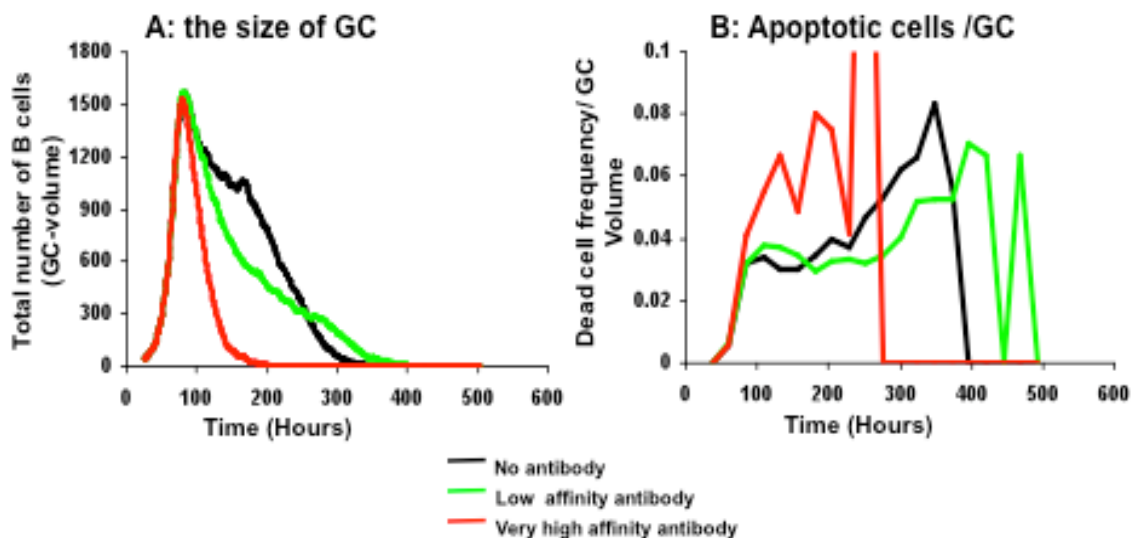 A: the size of GC
Total number of B cells
(GC-volume)
1800
1500
1200
900
600
300
0
0 100 200 300 400 500 600
Time (Hours)
B: Apoptotic cells /GC
Dead cell frequency/ GC
Volume
0.1
0.08
0.06
0.04
0.02
0
0 100 200 300 400 500 600
Time (Hours)
No antibody
Low affinity antibody
Very high affinity antibody